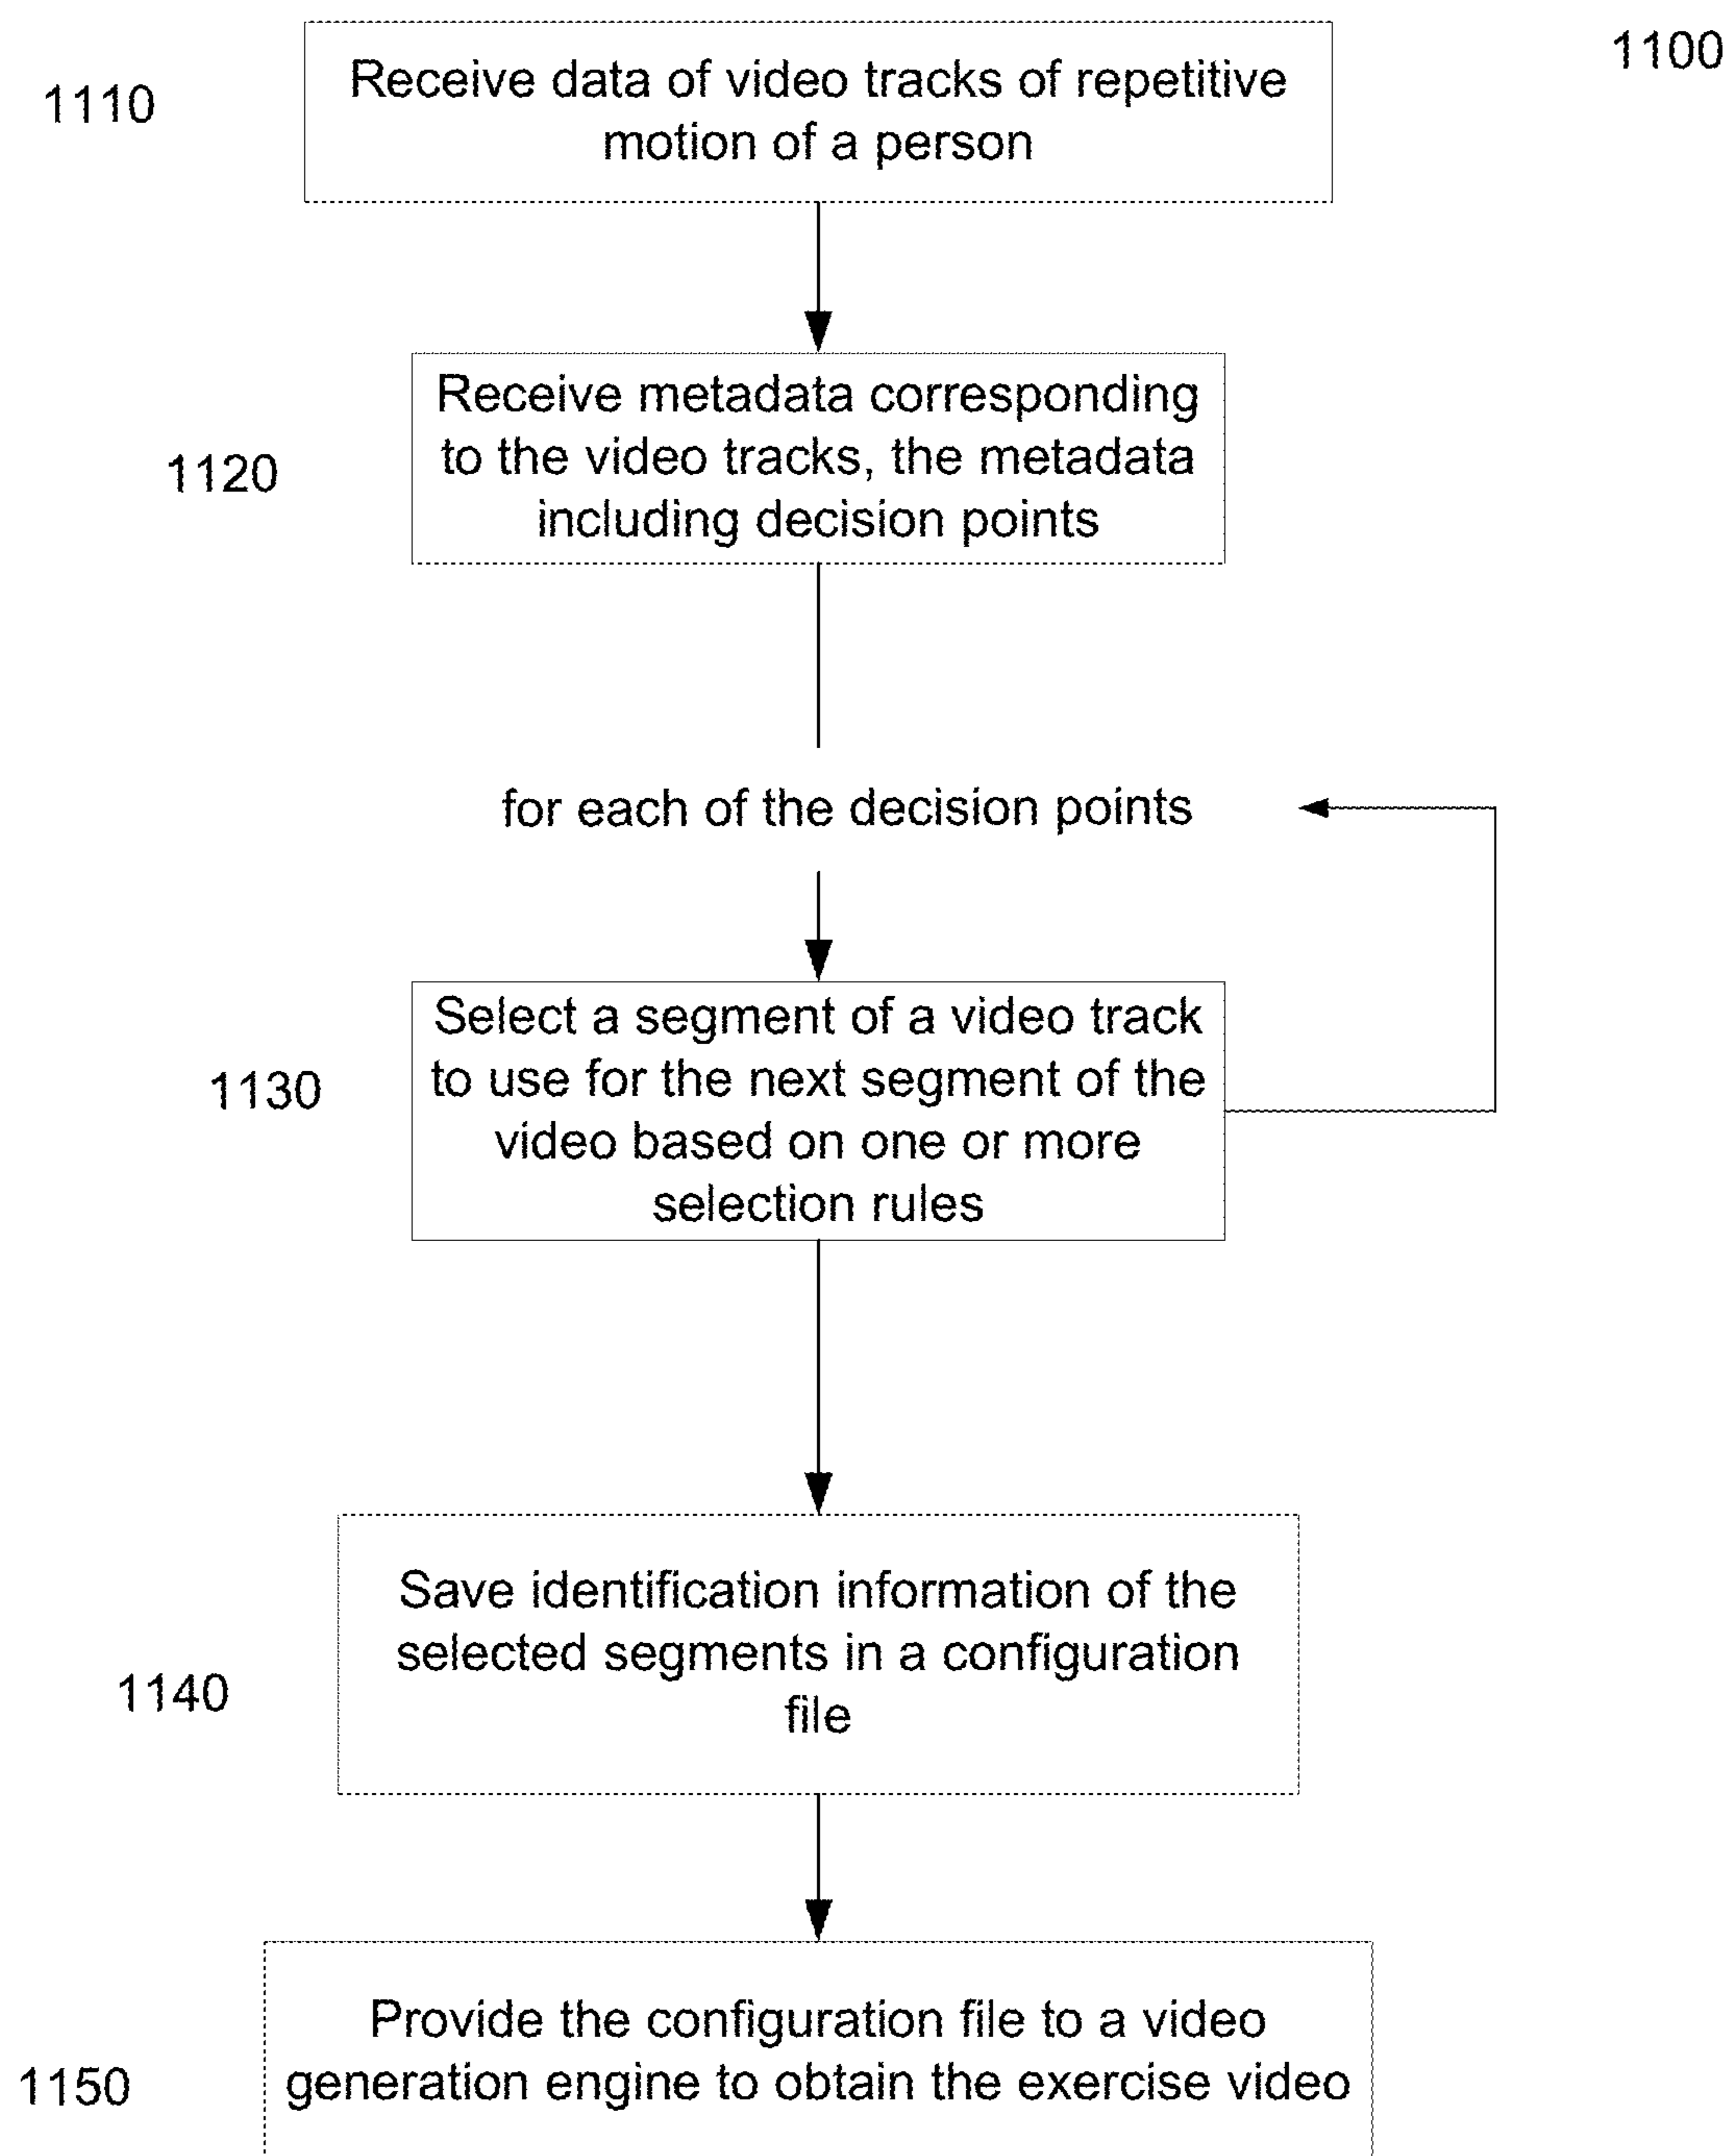 1100
1110
Receive data of video tracks of repetitive
motion of a person
1120
Receive metadata corresponding
to the video tracks, the metadata
including decision points
for each of the decision points
1130
Select a segment of a video track
to use for the next segment of the
video based on one or more
selection rules
1140
Save identification information of the
selected segments in a configuration
file
1150
Provide the configuration file to a video
generation engine to obtain the exercise video